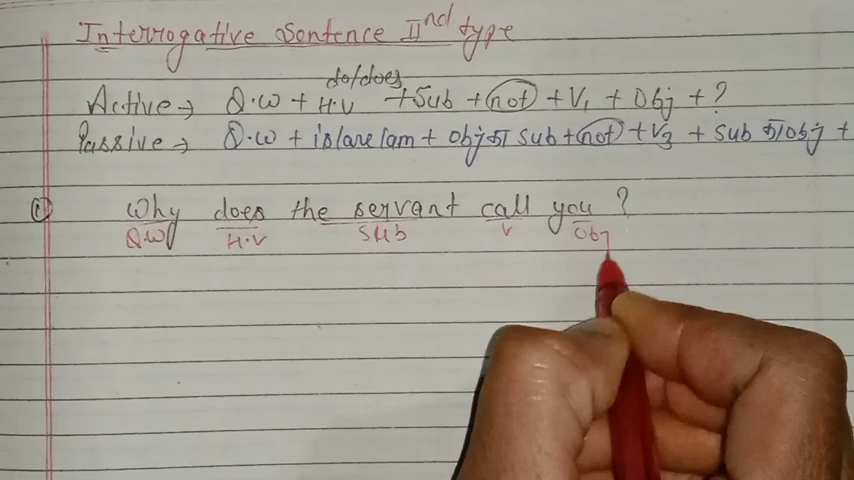 Interrogative Sentence IInd type
do/does
Active → Q.W + H.V + Sub + not + V1 + Obj + ?
Passive → Q.W + is/are/am + Obj का Sub + not + V3 + Sub का Obj +
① Why does the servant call you ?
Q.W H.V Sub V Obj